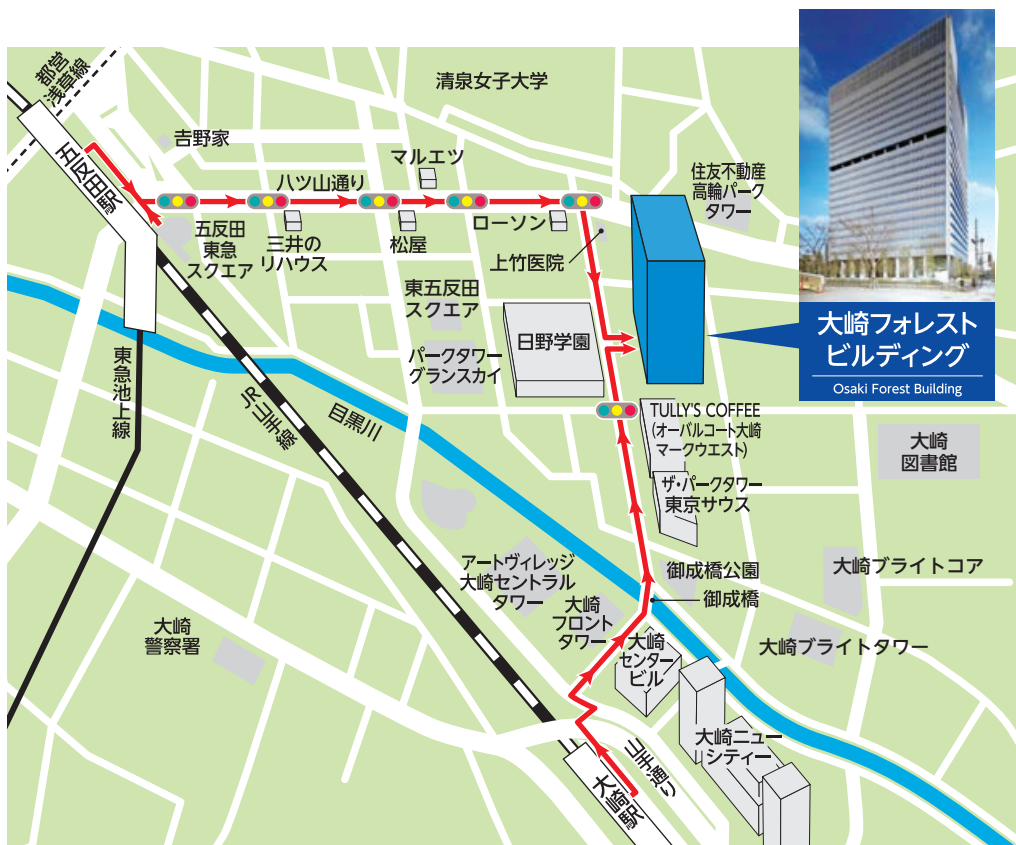 都営
浅草線
五反田駅
吉野家
清泉女子大学
マルエツ
八ツ山通り
住友不動産
高輪パーク
タワー
五反田
東急
スクエア
三井の
リハウス
松屋
ローソン
上竹医院
東五反田
スクエア
パークタワー
グランスカイ
日野学園
大崎フォレスト
ビルディング
Osaki Forest Building
東急池上線
JR山手線
目黒川
TULLY'S COFFEE
(オーバルコート大崎
マークウエスト)
大崎
図書館
ザ・パークタワー
東京サウス
アートヴィレッジ
大崎セントラル
タワー
御成橋公園
御成橋
大崎ブライトコア
大崎
フロント
タワー
大崎
警察署
大崎
センター
ビル
大崎ブライトタワー
大崎ニュー
シティー
山手通り
大崎駅